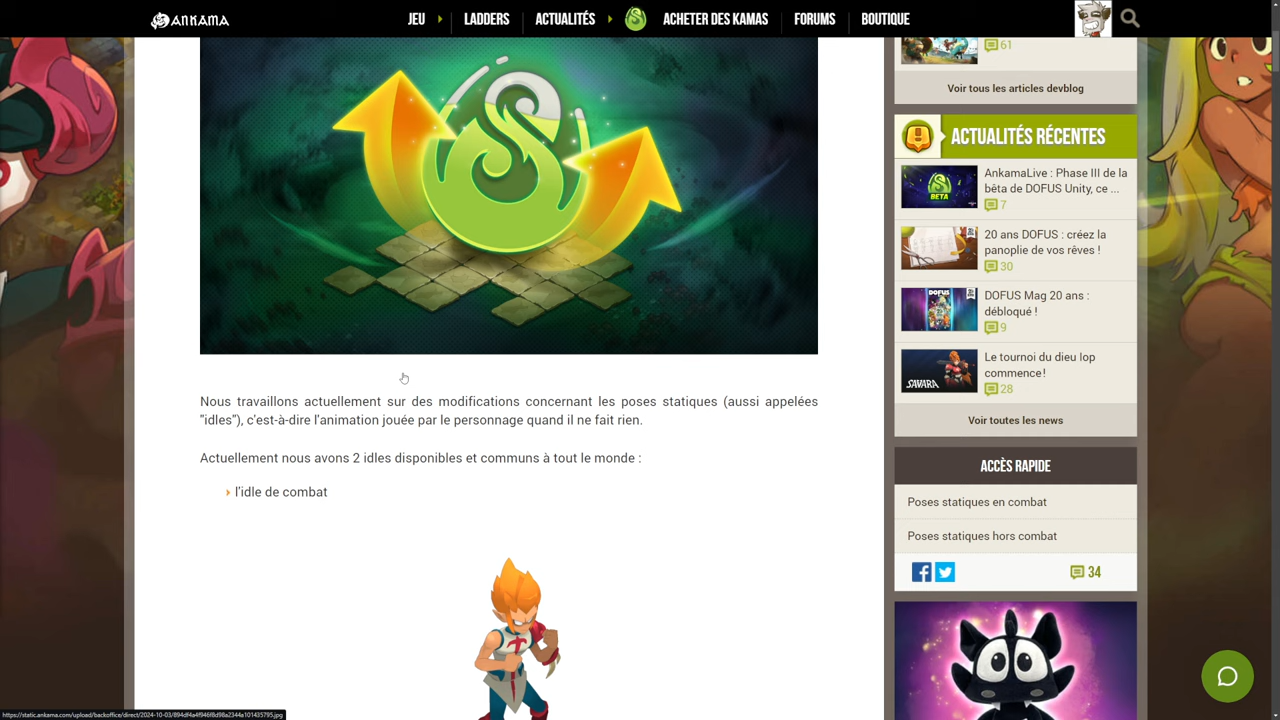 ANKAMA
JEU
LADDERS
ACTUALITÉS
ACHETER DES KAMAS
FORUMS
BOUTIQUE
61
Voir tous les articles devblog
ACTUALITÉS RÉCENTES
AnkamaLive : Phase III de la
bêta de DOFUS Unity, ce ...
7
20 ans DOFUS : créez la
panoplie de vos rêves !
30
DOFUS Mag 20 ans :
débloqué !
9
Le tournoi du dieu Iop
commence!
28
Voir toutes les news
BETA
DOFUS
SAVARA
Nous travaillons actuellement sur des modifications concernant les poses statiques (aussi appelées
"idles"), c'est-à-dire l'animation jouée par le personnage quand il ne fait rien.
Actuellement nous avons 2 idles disponibles et communs à tout le monde :
l'idle de combat
ACCÈS RAPIDE
Poses statiques en combat
Poses statiques hors combat
34